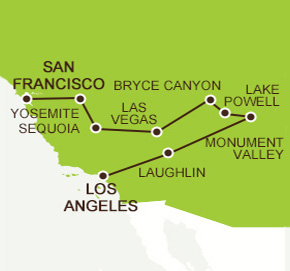 SAN
FRANCISCO
YOSEMITE
SEQUOIA
LAS
VEGAS
BRYCE CANYON
LAKE
POWELL
MONUMENT
VALLEY
LAUGHLIN
LOS
ANGELES